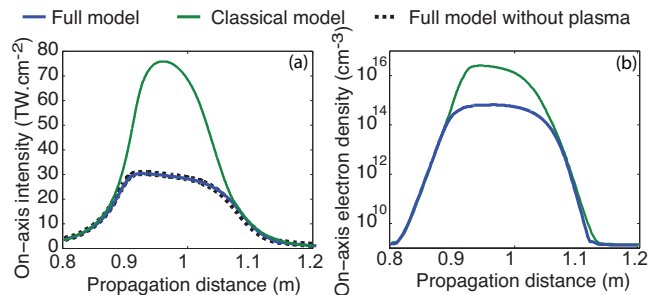 Full model Classical model Full model without plasma
(a)
On−axis intensity (TW.cm⁻²)
80
70
60
50
40
30
20
10
0
0.8 0.9 1 1.1 1.2
Propagation distance (m)
(b)
On−axis electron density (cm⁻³)
10¹⁶
10¹⁴
10¹²
10¹⁰
0.8 0.9 1 1.1 1.2
Propagation distance (m)